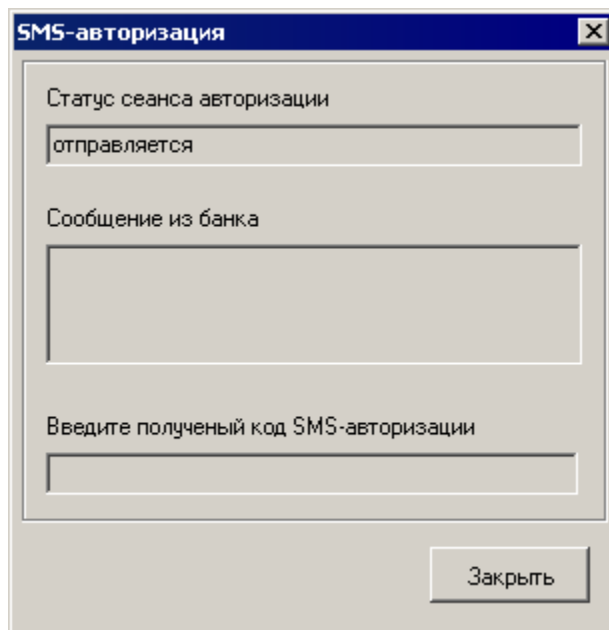 SMS-авторизация
Статус сеанса авторизации
отправляется
Сообщение из банка
Введите полученый код SMS-авторизации
Закрыть